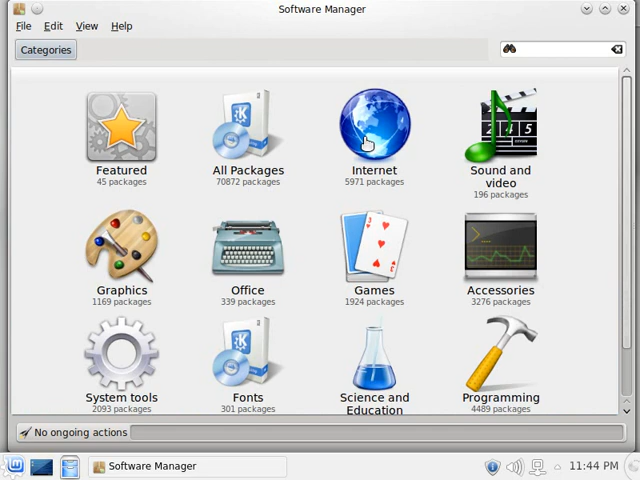 Software Manager
File Edit View Help
Categories
Featured
45 packages
All Packages
70872 packages
Internet
5971 packages
Sound and
video
196 packages
Graphics
1169 packages
Office
339 packages
Games
1924 packages
Accessories
3276 packages
System tools
2093 packages
Fonts
301 packages
Science and
Education
Programming
4489 packages
No ongoing actions
Software Manager
11:44 PM